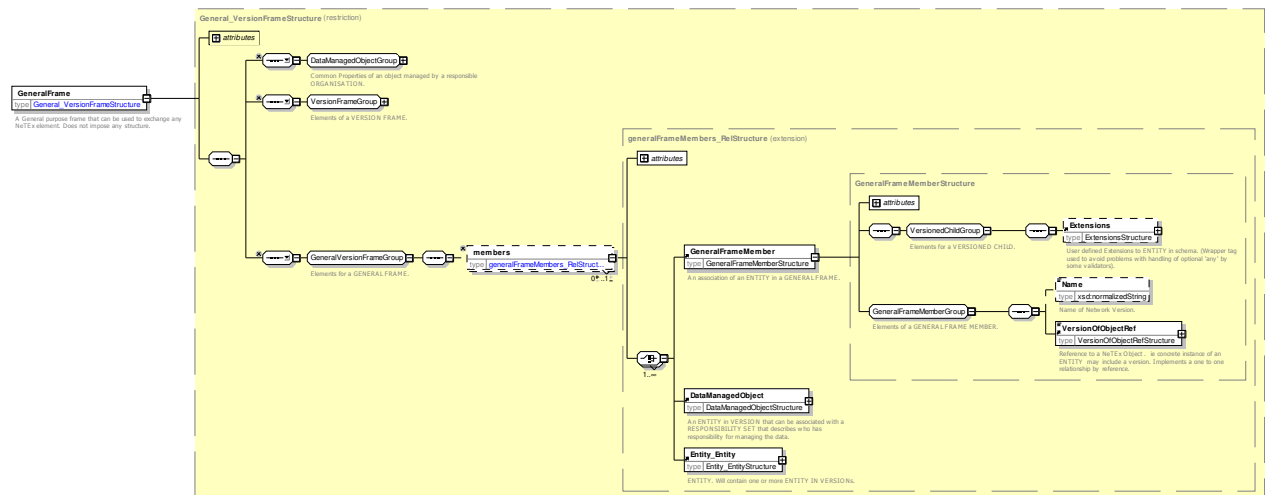 General_VersionFrameStructure (restriction)
attributes
DataManagedObjectGroup
Common Properties of an object managed by a responsible
ORGANISATION.
GeneralFrame
type General_VersionFrameStructure
A General purpose frame that can be used to exchange any
NeTEx element. Does not impose any structure.
VersionFrameGroup
Elements of a VERSION FRAME.
generalFrameMembers_RelStructure (extension)
attributes
GeneralFrameMemberStructure
attributes
VersionedChildGroup
Elements for a VERSIONED CHILD.
Extensions
type ExtensionsStructure
User defined Extensions to ENTITY in schema. (Wrapper tag
used to avoid problems with handling of optional 'any' by
some validators).
GeneralVersionFrameGroup
Elements for a GENERAL FRAME.
members
type generalFrameMembers_RelStruct...
0..1
GeneralFrameMember
type GeneralFrameMemberStructure
An association of an ENTITY in a GENERAL FRAME.
Name
type xsd:normalizedString
Name of Network Version.
GeneralFrameMemberGroup
Elements of a GENERAL FRAME MEMBER.
VersionOfObjectRef
type VersionOfObjectRefStructure
Reference to a NeTEx Object . ie concrete instance of an
ENTITY may include a version. Implements a one to one
relationship by reference.
1..∞
DataManagedObject
type DataManagedObjectStructure
An ENTITY in VERSION that can be associated with a
RESPONSIBILITY SET that describes who has
responsibility for managing the data.
Entity_Entity
type Entity_EntityStructure
ENTITY. Will contain one or more ENTITY IN VERSIONs.